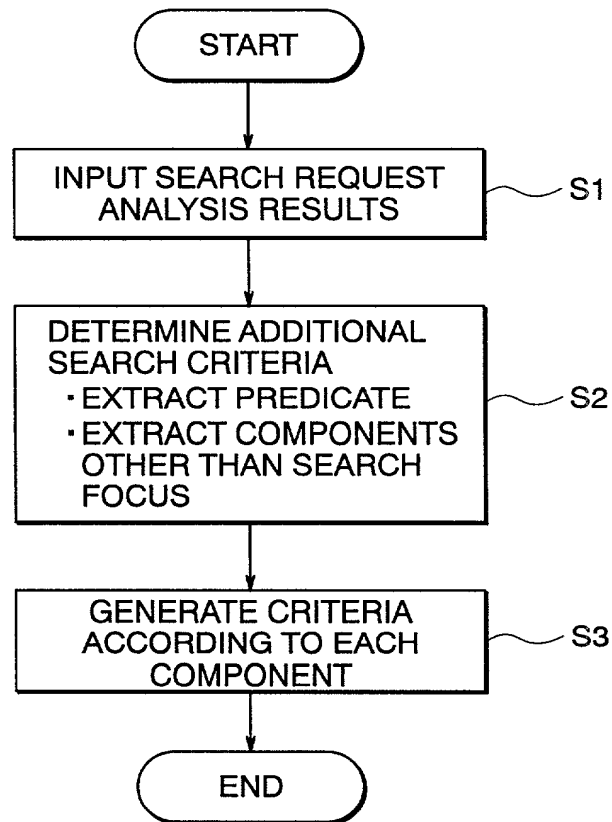 START
INPUT SEARCH REQUEST
ANALYSIS RESULTS
S1
DETERMINE ADDITIONAL
SEARCH CRITERIA
・EXTRACT PREDICATE
・EXTRACT COMPONENTS
OTHER THAN SEARCH
FOCUS
S2
GENERATE CRITERIA
ACCORDING TO EACH
COMPONENT
S3
END